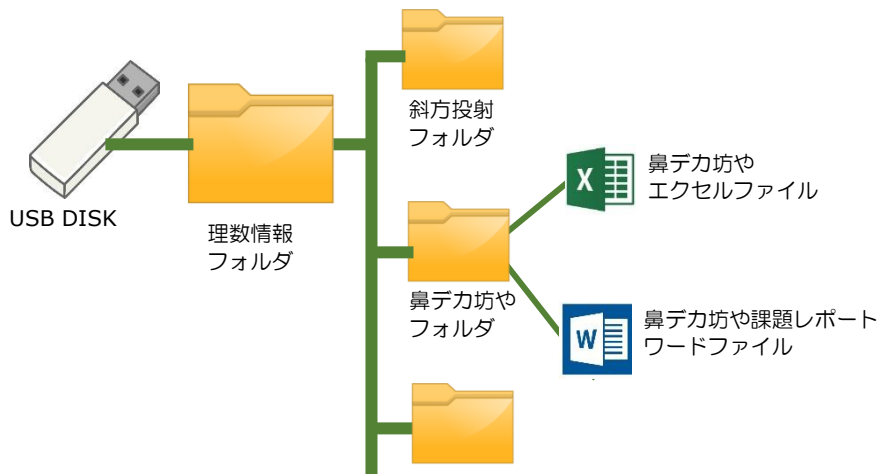 斜方投射
フォルダ
鼻デカ坊や
エクセルファイル
X
USB DISK
理数情報
フォルダ
鼻デカ坊や
フォルダ
鼻デカ坊や課題レポート
ワードファイル
W